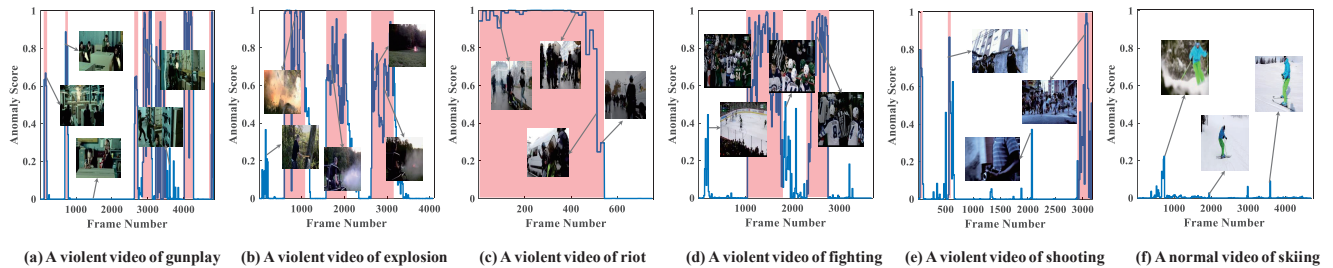 Anomaly Score
1
0.8
0.6
0.4
0.2
0
1000 2000 3000 4000
Frame Number
(a) A violent video of gunplay
Anomaly Score
1
0.8
0.6
0.4
0.2
0
0 1000 2000 3000 4000
Frame Number
(b) A violent video of explosion
Anomaly Score
1
0.8
0.6
0.4
0.2
0
200 400 600
Frame Number
(c) A violent video of riot
Anomaly Score
1
0.8
0.6
0.4
0.2
0
1000 2000 3000
Frame Number
(d) A violent video of fighting
Anomaly Score
1
0.8
0.6
0.4
0.2
0
500 1000 1500 2000 2500 3000
Frame Number
(e) A violent video of shooting
Anomaly Score
1
0.8
0.6
0.4
0.2
0
0 1000 2000 3000 4000
Frame Number
(f) A normal video of skiing